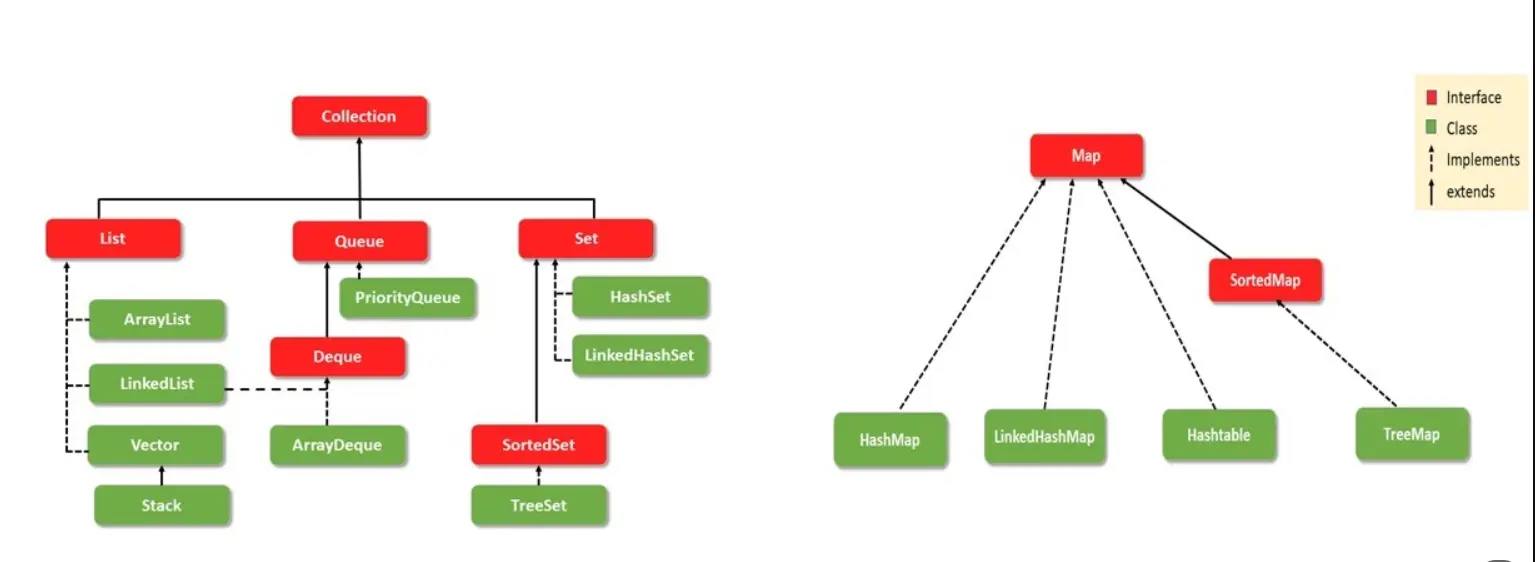 Collection
List
Queue
Set
PriorityQueue
HashSet
ArrayList
Deque
LinkedHashSet
LinkedList
Vector
ArrayDeque
SortedSet
Stack
TreeSet
Map
SortedMap
HashMap
LinkedHashMap
Hashtable
TreeMap
Interface
Class
Implements
extends